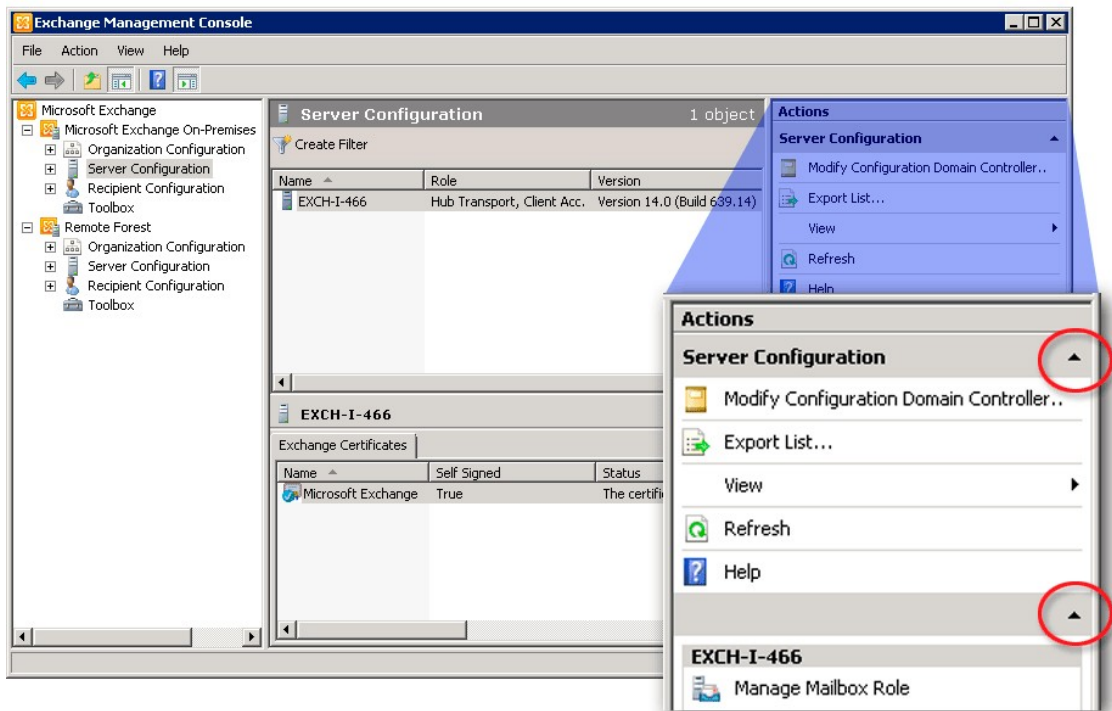 Exchange Management Console
File Action View Help
Microsoft Exchange
Microsoft Exchange On-Premises
Organization Configuration
Server Configuration
Recipient Configuration
Toolbox
Remote Forest
Organization Configuration
Server Configuration
Recipient Configuration
Toolbox
Server Configuration 1 object
Create Filter
Name Role Version
EXCH-I-466 Hub Transport, Client Acc. Version 14.0 (Build 639.14)
EXCH-I-466
Exchange Certificates
Name Self Signed Status
Microsoft Exchange True The certifi
Actions
Server Configuration
Modify Configuration Domain Controller..
Export List...
View
Refresh
Help
Actions
Server Configuration
Modify Configuration Domain Controller..
Export List...
View
Refresh
Help
EXCH-I-466
Manage Mailbox Role